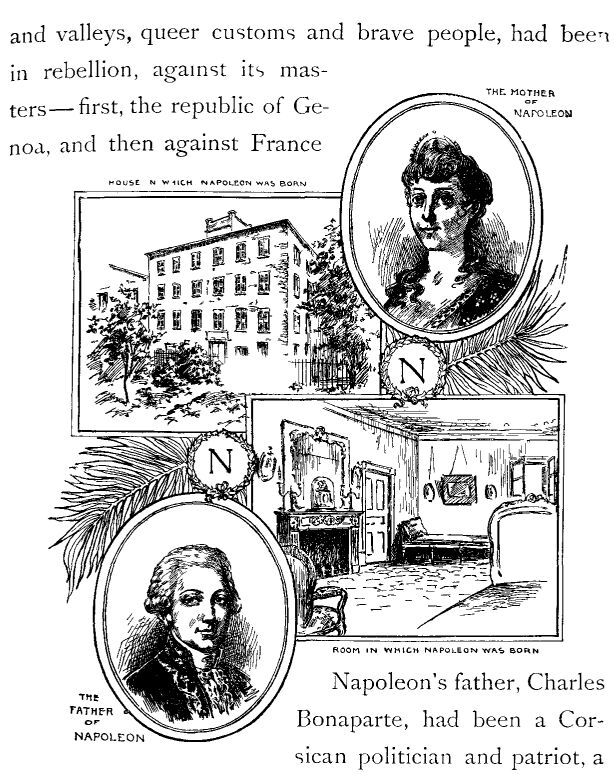 and valleys, queer customs and brave people, had been
in rebellion, against its mas-
ters—first, the republic of Ge-
noa, and then against France
THE MOTHER
OF
NAPOLEON
HOUSE N WHICH NAPOLEON WAS BORN
N
N
ROOM IN WHICH NAPOLEON WAS BORN
THE
FATHER
OF
NAPOLEON
Napoleon's father, Charles
Bonaparte, had been a Cor-
sican politician and patriot, a